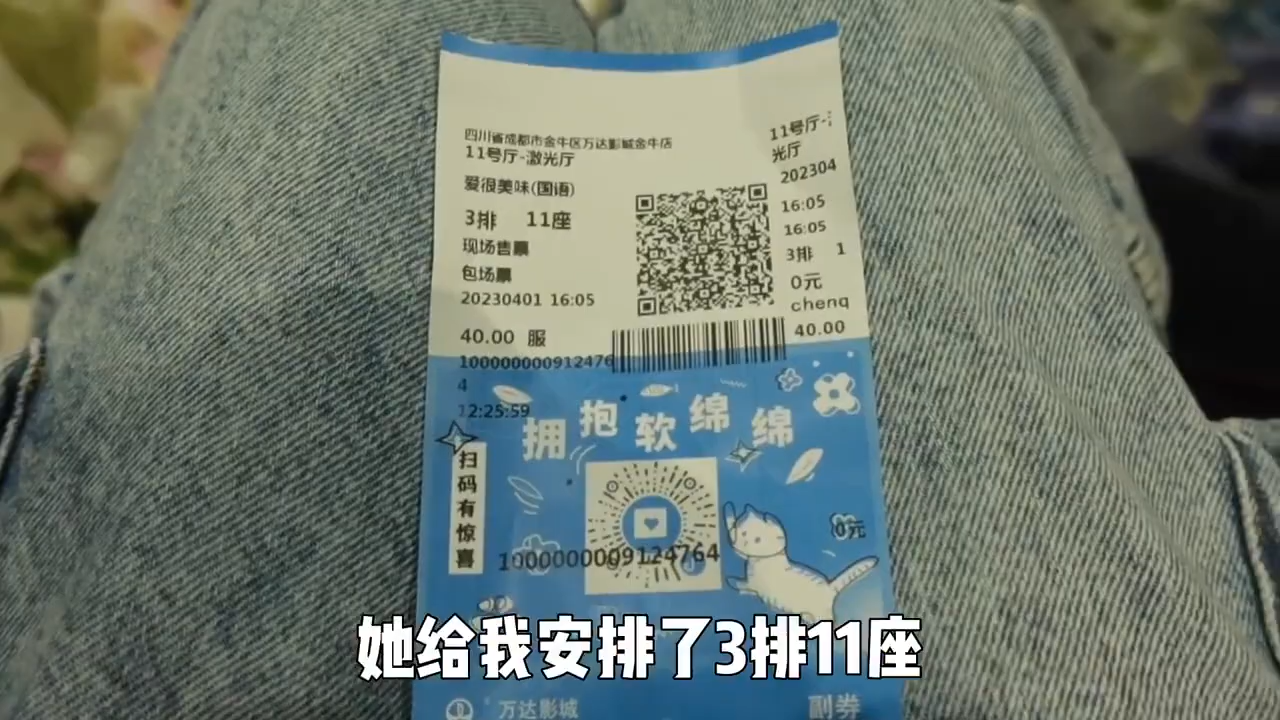 四川省成都市金牛区万达影城金牛店
11号厅-激光厅
爱很美味(国语)
3排 11座
现场售票
包场票
20230401 16:05
40.00 服
1000000000912476
4
12:25:59
11号厅-
光厅
202304
16:05
16:05
3排 1
0元
chenq
40.00
拥抱软绵绵
扫码有惊喜
0元
10000000009124764
她给我安排了3排11座
万达影城
副券